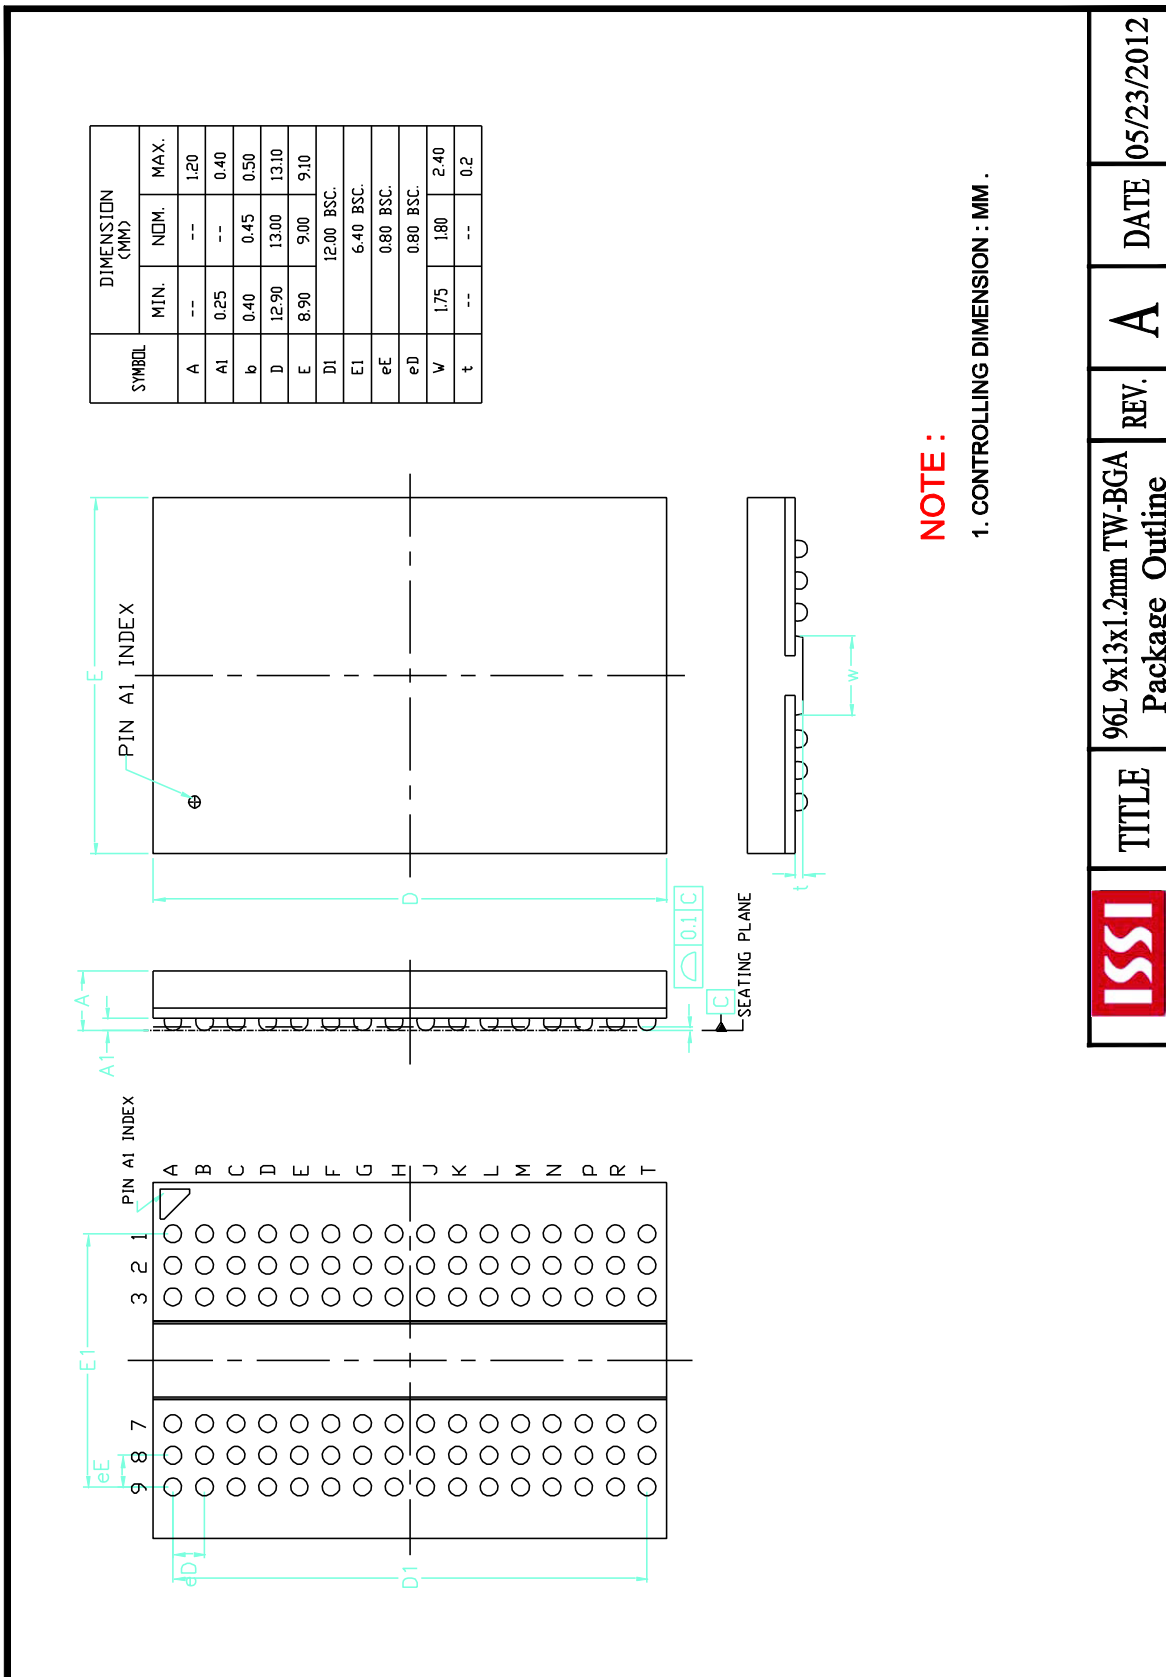 PIN A1 INDEX
1 2 3 7 8 9
A
B
C
D
E
F
G
H
J
K
L
M
N
P
R
T
E1
eE
eD
D1
A
A1
SEATING PLANE
C
0.1 C
PIN A1 INDEX
E
D
W
t
SYMBOL DIMENSION
(MM)
MIN. NOM. MAX.
A -- -- 1.20
A1 0.25 -- 0.40
b 0.40 0.45 0.50
D 12.90 13.00 13.10
E 8.90 9.00 9.10
D1 12.00 BSC.
E1 6.40 BSC.
eE 0.80 BSC.
eD 0.80 BSC.
W 1.75 1.80 2.40
t -- -- 0.2
NOTE :
1. CONTROLLING DIMENSION : MM .
ISSI
TITLE
96L 9x13x1.2mm TW-BGA
Package Outline
REV.
A
DATE
05/23/2012